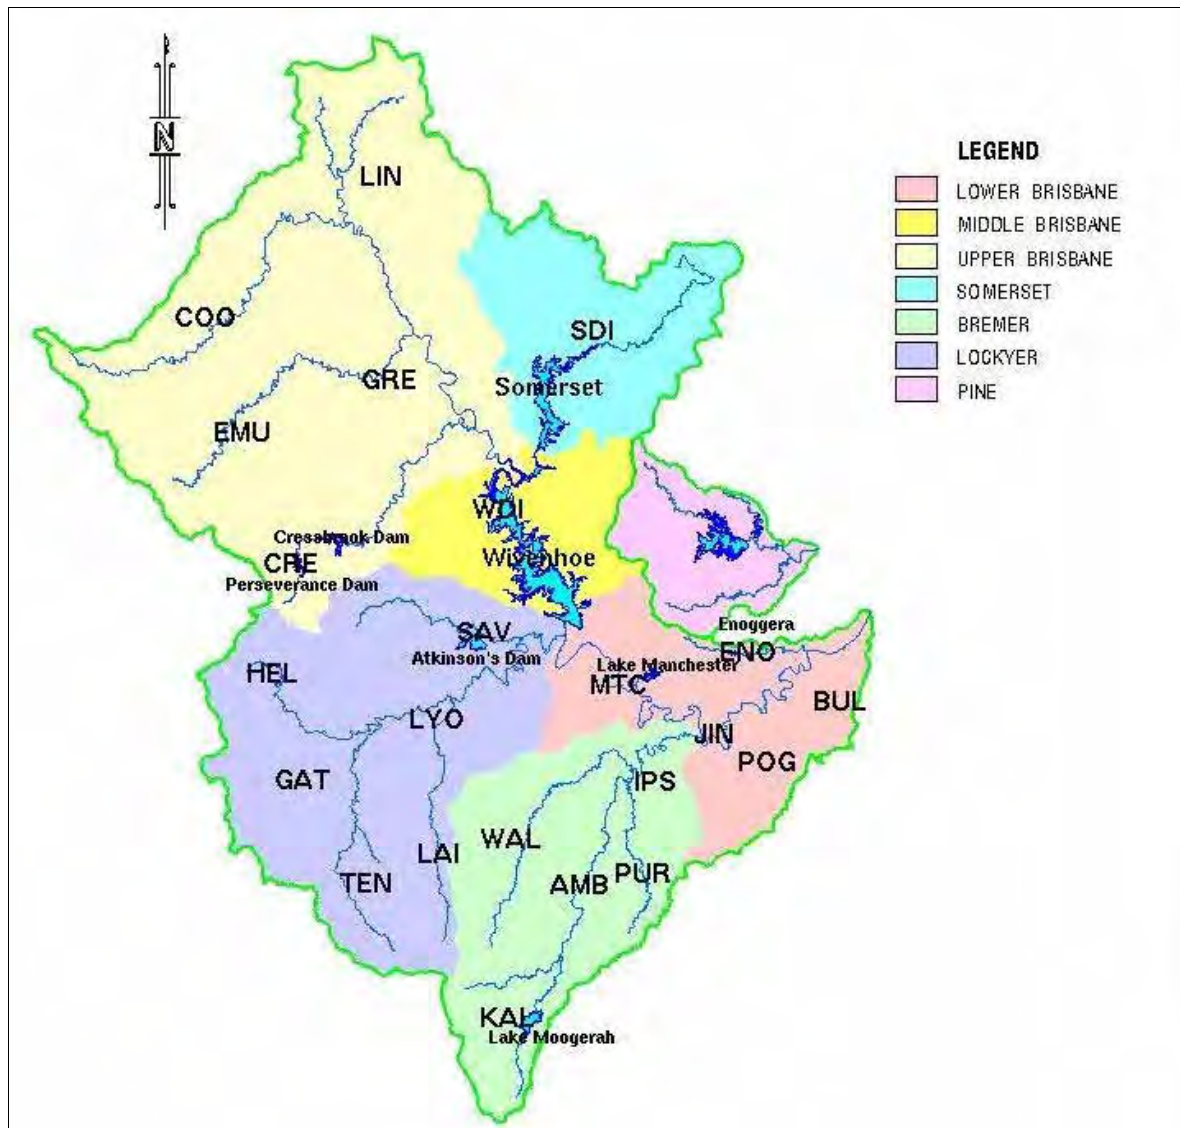 N
LEGEND
LOWER BRISBANE
MIDDLE BRISBANE
UPPER BRISBANE
SOMERSET
BREMER
LOCKYER
PINE
LIN
COO
SDI
GRE
Somerset
EMU
WDI
Cressbrook Dam
Wivenhoe
CRE
Perseverance Dam
Enoggera
SAV
ENO
Atkinson's Dam
Lake Manchester
HEL
MTC
BUL
LYO
JIN
POG
GAT
IPS
WAL
LAI
PUR
TEN
AMB
KAL
Lake Moogerah